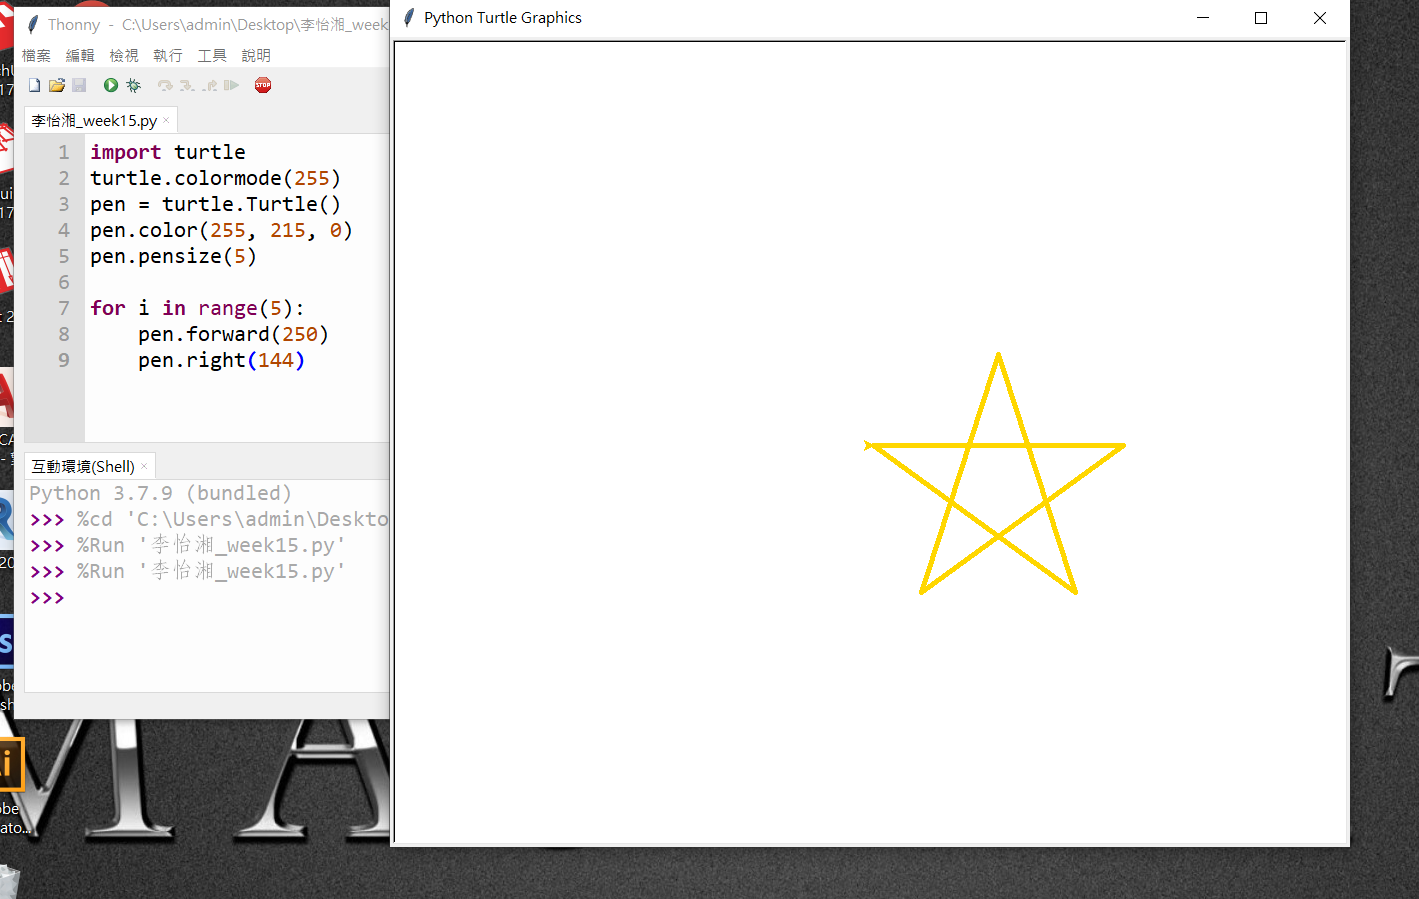 Thonny - C:\Users\admin\Desktop\李怡湘_week
檔案 編輯 檢視 執行 工具 說明
STOP
李怡湘_week15.py ×
1 import turtle
2 turtle.colormode(255)
3 pen = turtle.Turtle()
4 pen.color(255, 215, 0)
5 pen.pensize(5)
6
7 for i in range(5):
8     pen.forward(250)
9     pen.right(144)
互動環境(Shell) ×
Python 3.7.9 (bundled)
>>> %cd 'C:\Users\admin\Deskto
>>> %Run '李怡湘_week15.py'
>>> %Run '李怡湘_week15.py'
>>>
Python Turtle Graphics